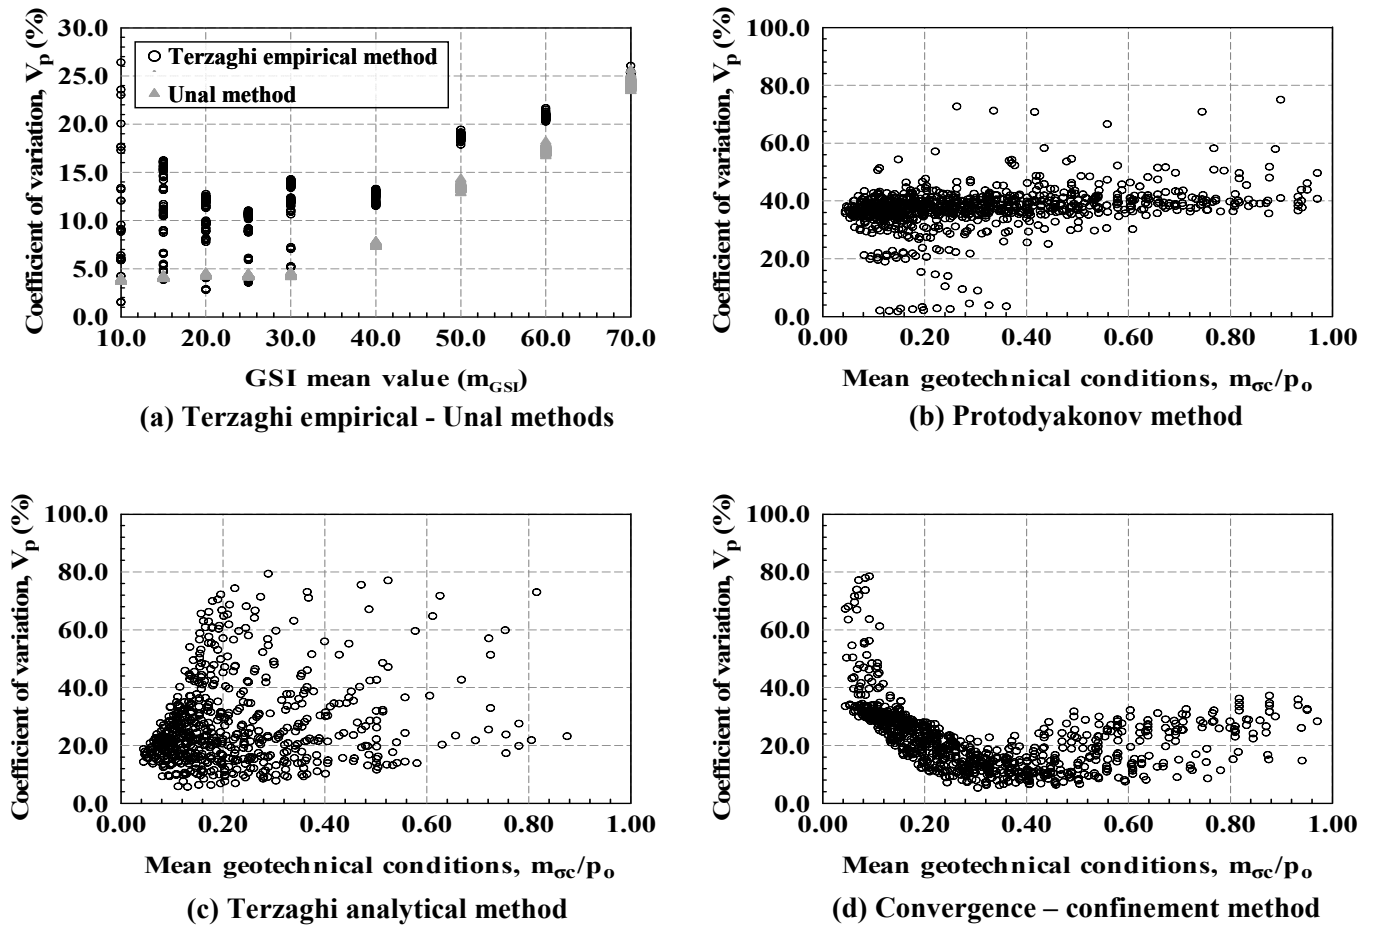 Coefficient of variation, Vp (%)
30.0
25.0
20.0
15.0
10.0
5.0
0.0
Terzaghi empirical method
Unal method
10.0 20.0 30.0 40.0 50.0 60.0 70.0
GSI mean value (mGSI)
(a) Terzaghi empirical - Unal methods
Coefficient of variation, Vp (%)
100.0
80.0
60.0
40.0
20.0
0.0
0.00 0.20 0.40 0.60 0.80 1.00
Mean geotechnical conditions, mσc/po
(b) Protodyakonov method
Coefficient of variation, Vp (%)
100.0
80.0
60.0
40.0
20.0
0.0
0.00 0.20 0.40 0.60 0.80 1.00
Mean geotechnical conditions, mσc/po
(c) Terzaghi analytical method
Coefficient of variation, Vp (%)
100.0
80.0
60.0
40.0
20.0
0.0
0.00 0.20 0.40 0.60 0.80 1.00
Mean geotechnical conditions, mσc/po
(d) Convergence – confinement method